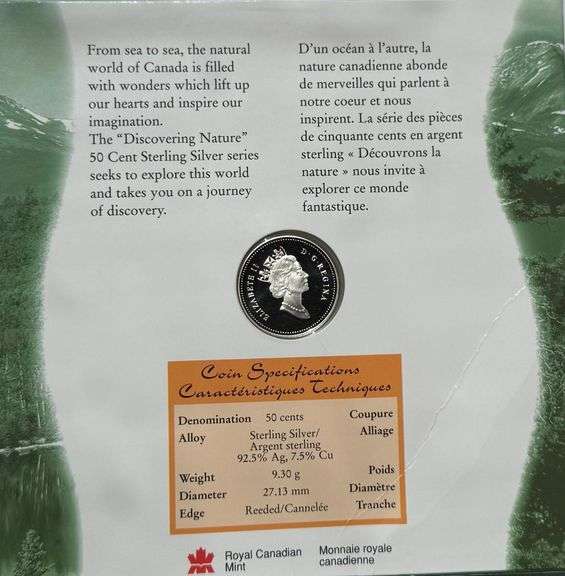 From sea to sea, the natural
world of Canada is filled
with wonders which lift up
our hearts and inspire our
imagination.
The “Discovering Nature”
50 Cent Sterling Silver series
seeks to explore this world
and takes you on a journey
of discovery.
D’un océan à l’autre, la
nature canadienne abonde
de merveilles qui parlent à
notre coeur et nous
inspirent. La série des pièces
de cinquante cents en argent
sterling « Découvrons la
nature » nous invite à
explorer ce monde
fantastique.
ELIZABETH II D·G·REGINA
Coin Specifications
Caractéristiques Techniques
Denomination 50 cents Coupure
Alloy Sterling Silver/ Alliage
Argent sterling
92.5% Ag, 7.5% Cu
Weight 9.30 g Poids
Diameter 27.13 mm Diamètre
Edge Reeded/Cannelée Tranche
Royal Canadian Monnaie royale
Mint canadienne